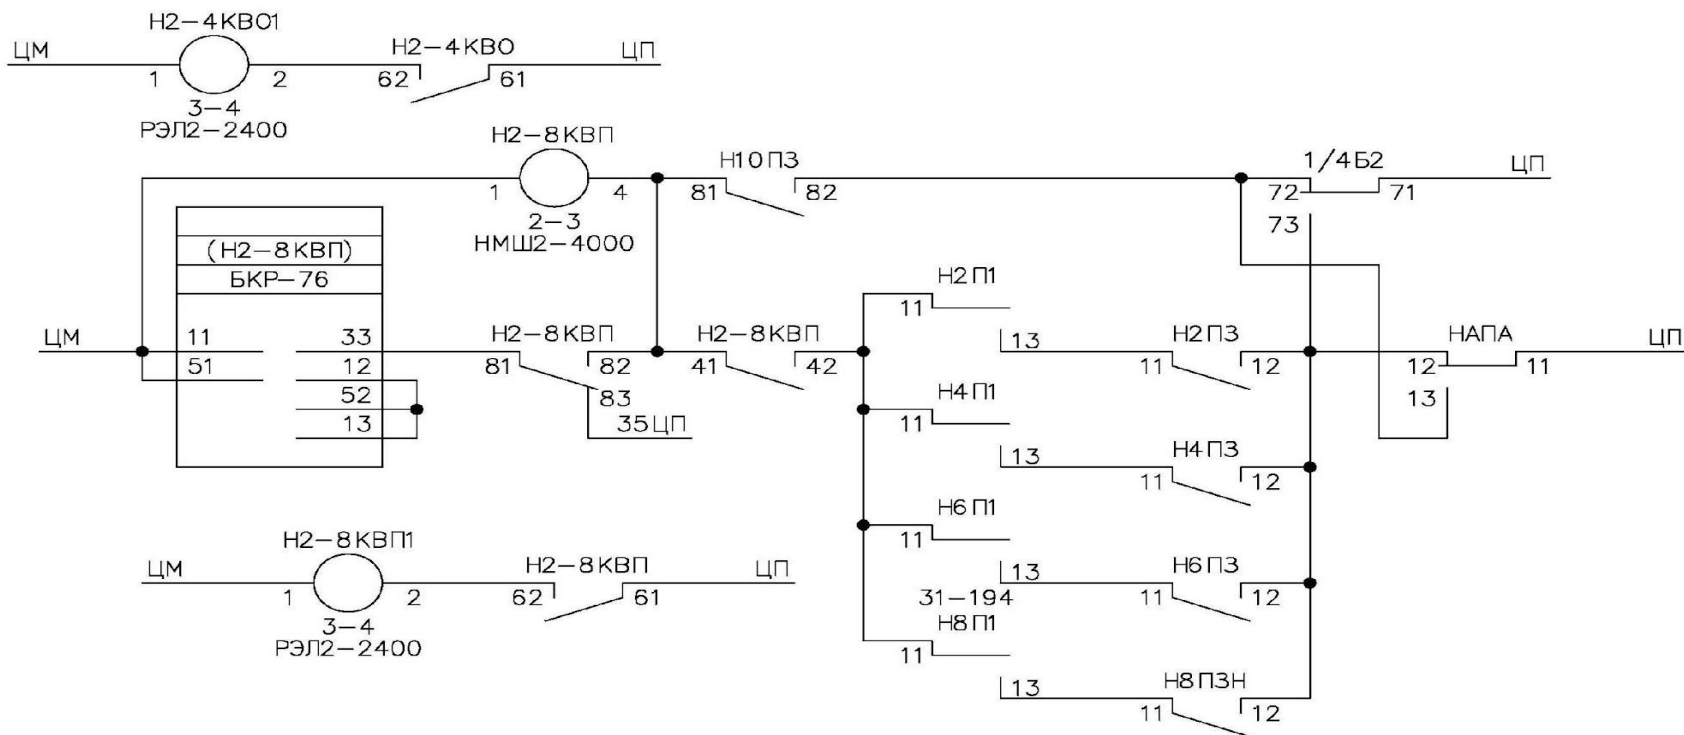 Н2-4КВО1
ЦМ
Н2-4КВО
ЦП
1
2
62
61
3-4
РЭЛ2-2400
Н2-8КВП
Н10ПЗ
1/4Б2
ЦП
1
4
81
82
72
71
2-3
НМШ2-4000
73
(Н2-8КВП)
БКР-76
Н2П1
11
ЦМ
11
33
Н2-8КВП
Н2-8КВП
13
Н2ПЗ
НАПА
ЦП
51
12
81
82
41
42
11
12
12
11
52
83
Н4П1
13
13
35ЦП
11
13
Н4ПЗ
11
12
Н6П1
11
Н2-8КВП1
ЦМ
Н2-8КВП
ЦП
13
Н6ПЗ
1
2
62
61
31-194
11
12
3-4
РЭЛ2-2400
Н8П1
11
13
Н8ПЗН
11
12